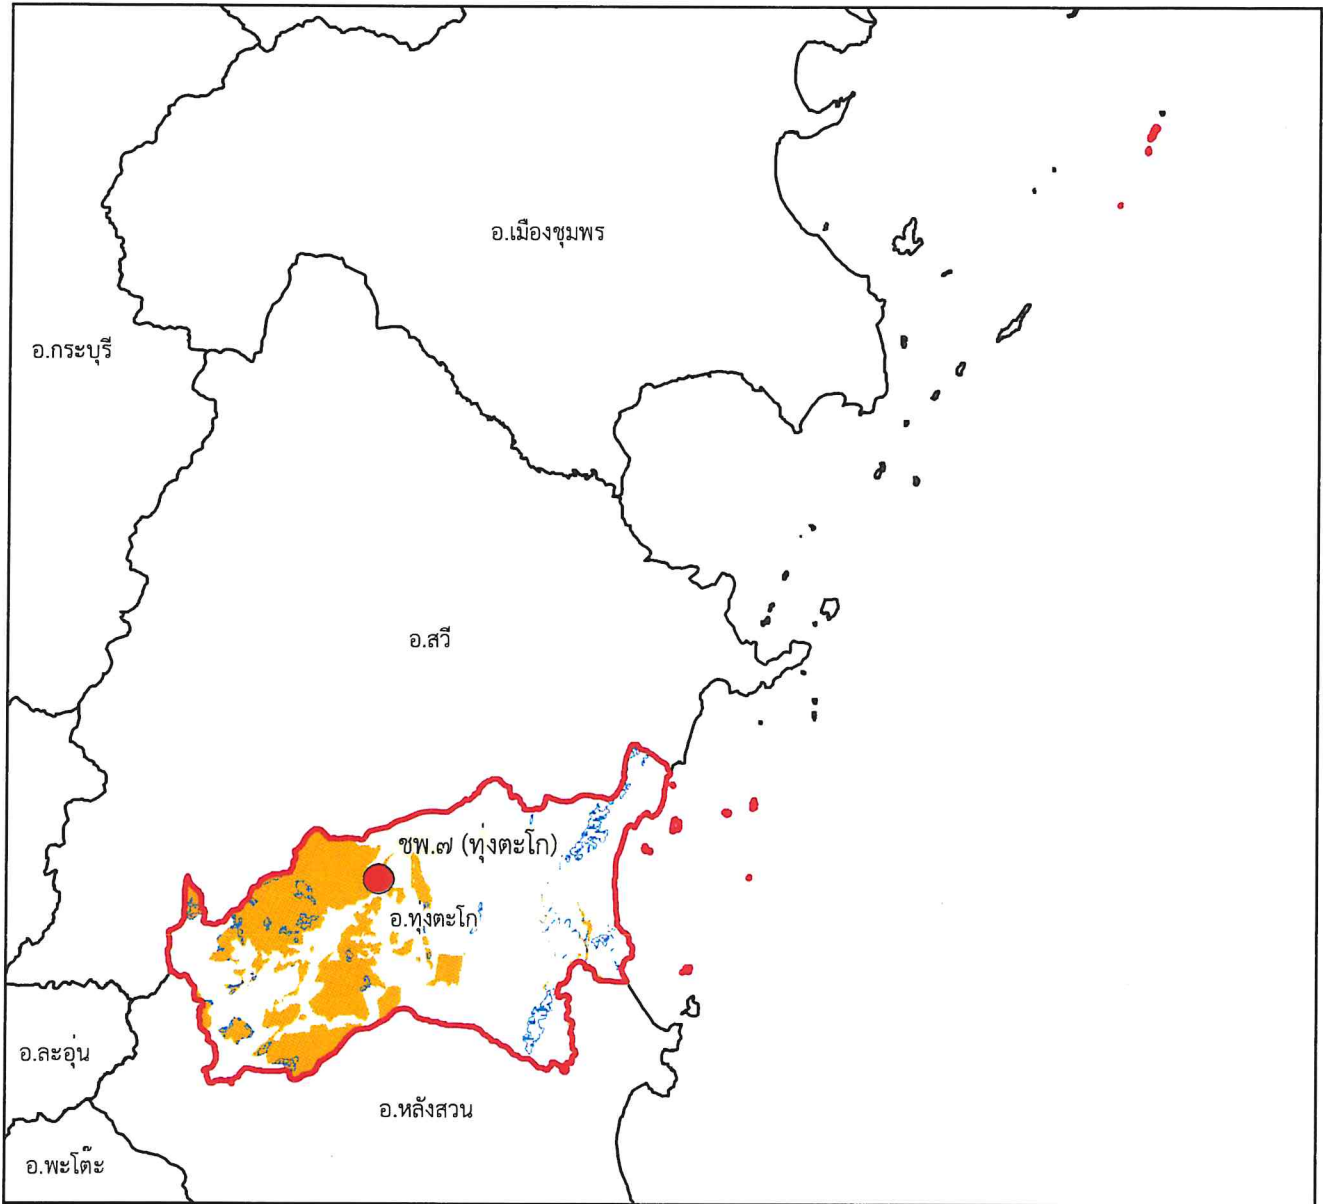 อ.เมืองชุมพร
อ.กระบุรี
อ.สวี
ชพ.๗ (ทุ่งตะโก)
อ.ทุ่งตะโก
อ.ละอุ่น
อ.หลังสวน
อ.พะโต๊ะ